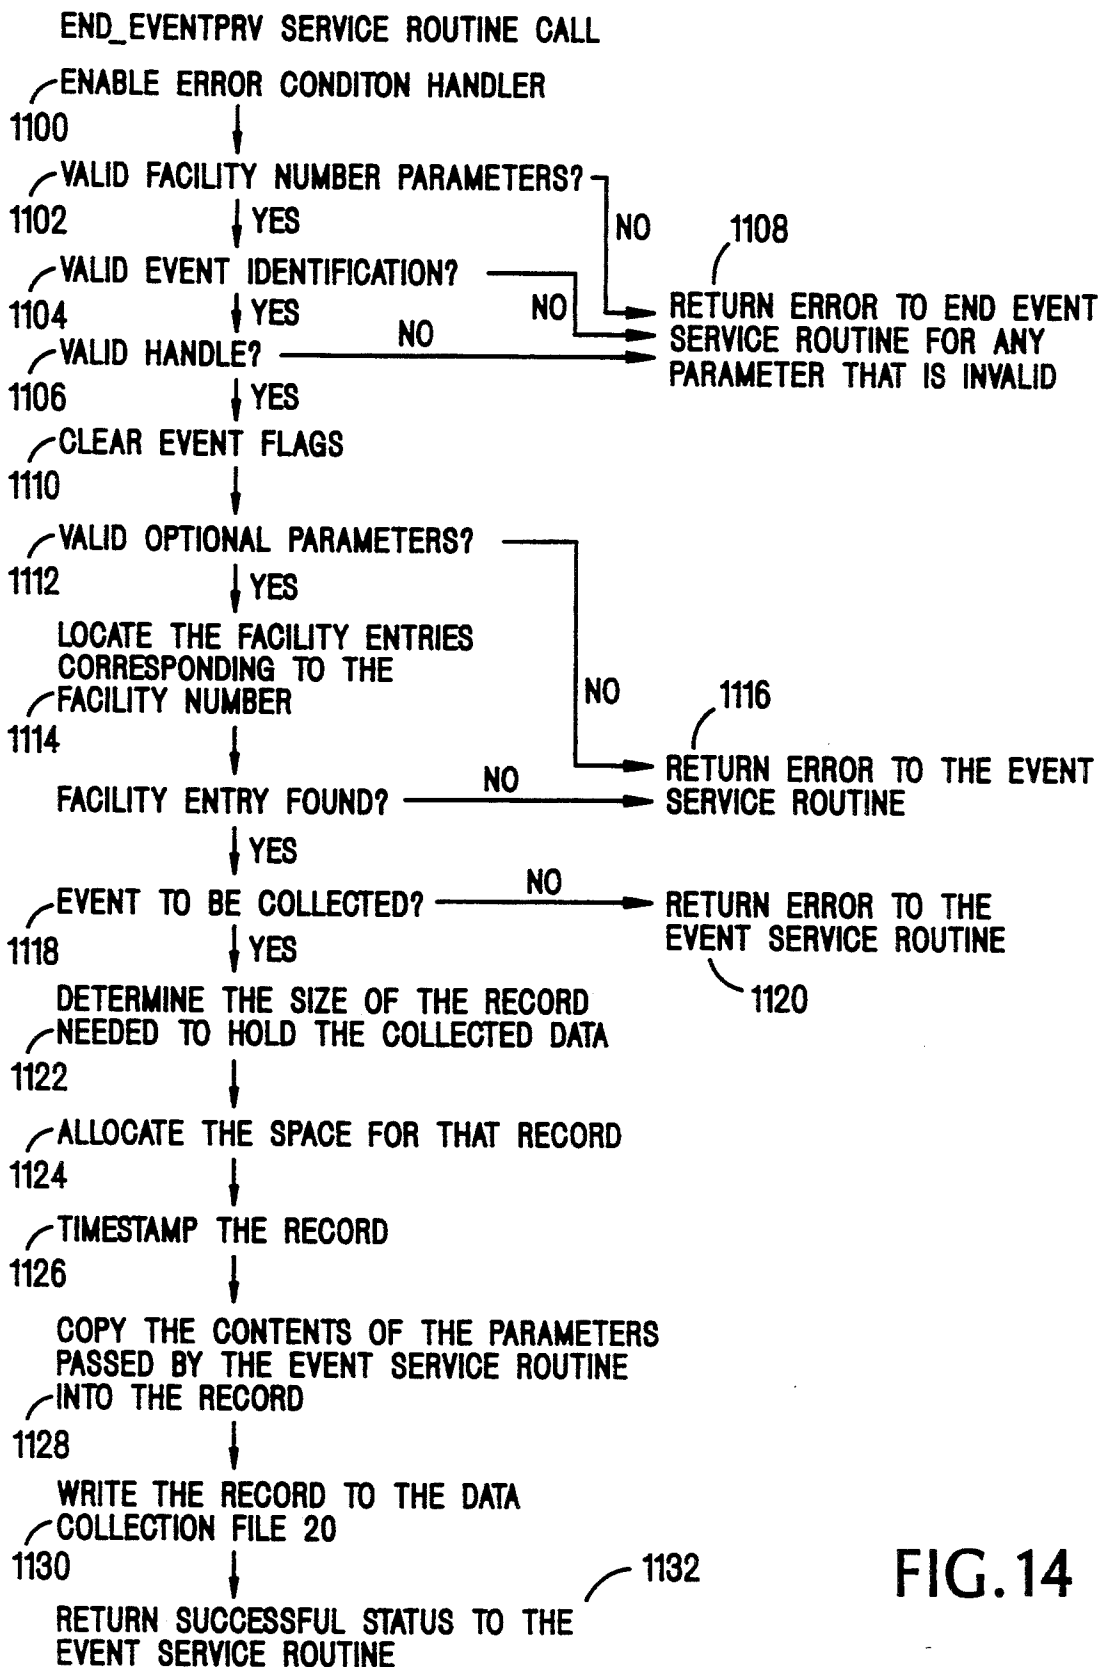 END_EVENTPRV SERVICE ROUTINE CALL
ENABLE ERROR CONDITON HANDLER
1100
VALID FACILITY NUMBER PARAMETERS?
1102
YES
NO
1108
VALID EVENT IDENTIFICATION?
1104
YES
NO
RETURN ERROR TO END EVENT
SERVICE ROUTINE FOR ANY
PARAMETER THAT IS INVALID
VALID HANDLE?
NO
1106
YES
CLEAR EVENT FLAGS
1110
VALID OPTIONAL PARAMETERS?
1112
YES
NO
LOCATE THE FACILITY ENTRIES
CORRESPONDING TO THE
FACILITY NUMBER
1114
1116
RETURN ERROR TO THE EVENT
SERVICE ROUTINE
FACILITY ENTRY FOUND?
NO
YES
EVENT TO BE COLLECTED?
NO
1118
YES
RETURN ERROR TO THE
EVENT SERVICE ROUTINE
1120
DETERMINE THE SIZE OF THE RECORD
NEEDED TO HOLD THE COLLECTED DATA
1122
ALLOCATE THE SPACE FOR THAT RECORD
1124
TIMESTAMP THE RECORD
1126
COPY THE CONTENTS OF THE PARAMETERS
PASSED BY THE EVENT SERVICE ROUTINE
INTO THE RECORD
1128
WRITE THE RECORD TO THE DATA
COLLECTION FILE 20
1130
1132
RETURN SUCCESSFUL STATUS TO THE
EVENT SERVICE ROUTINE
FIG.14